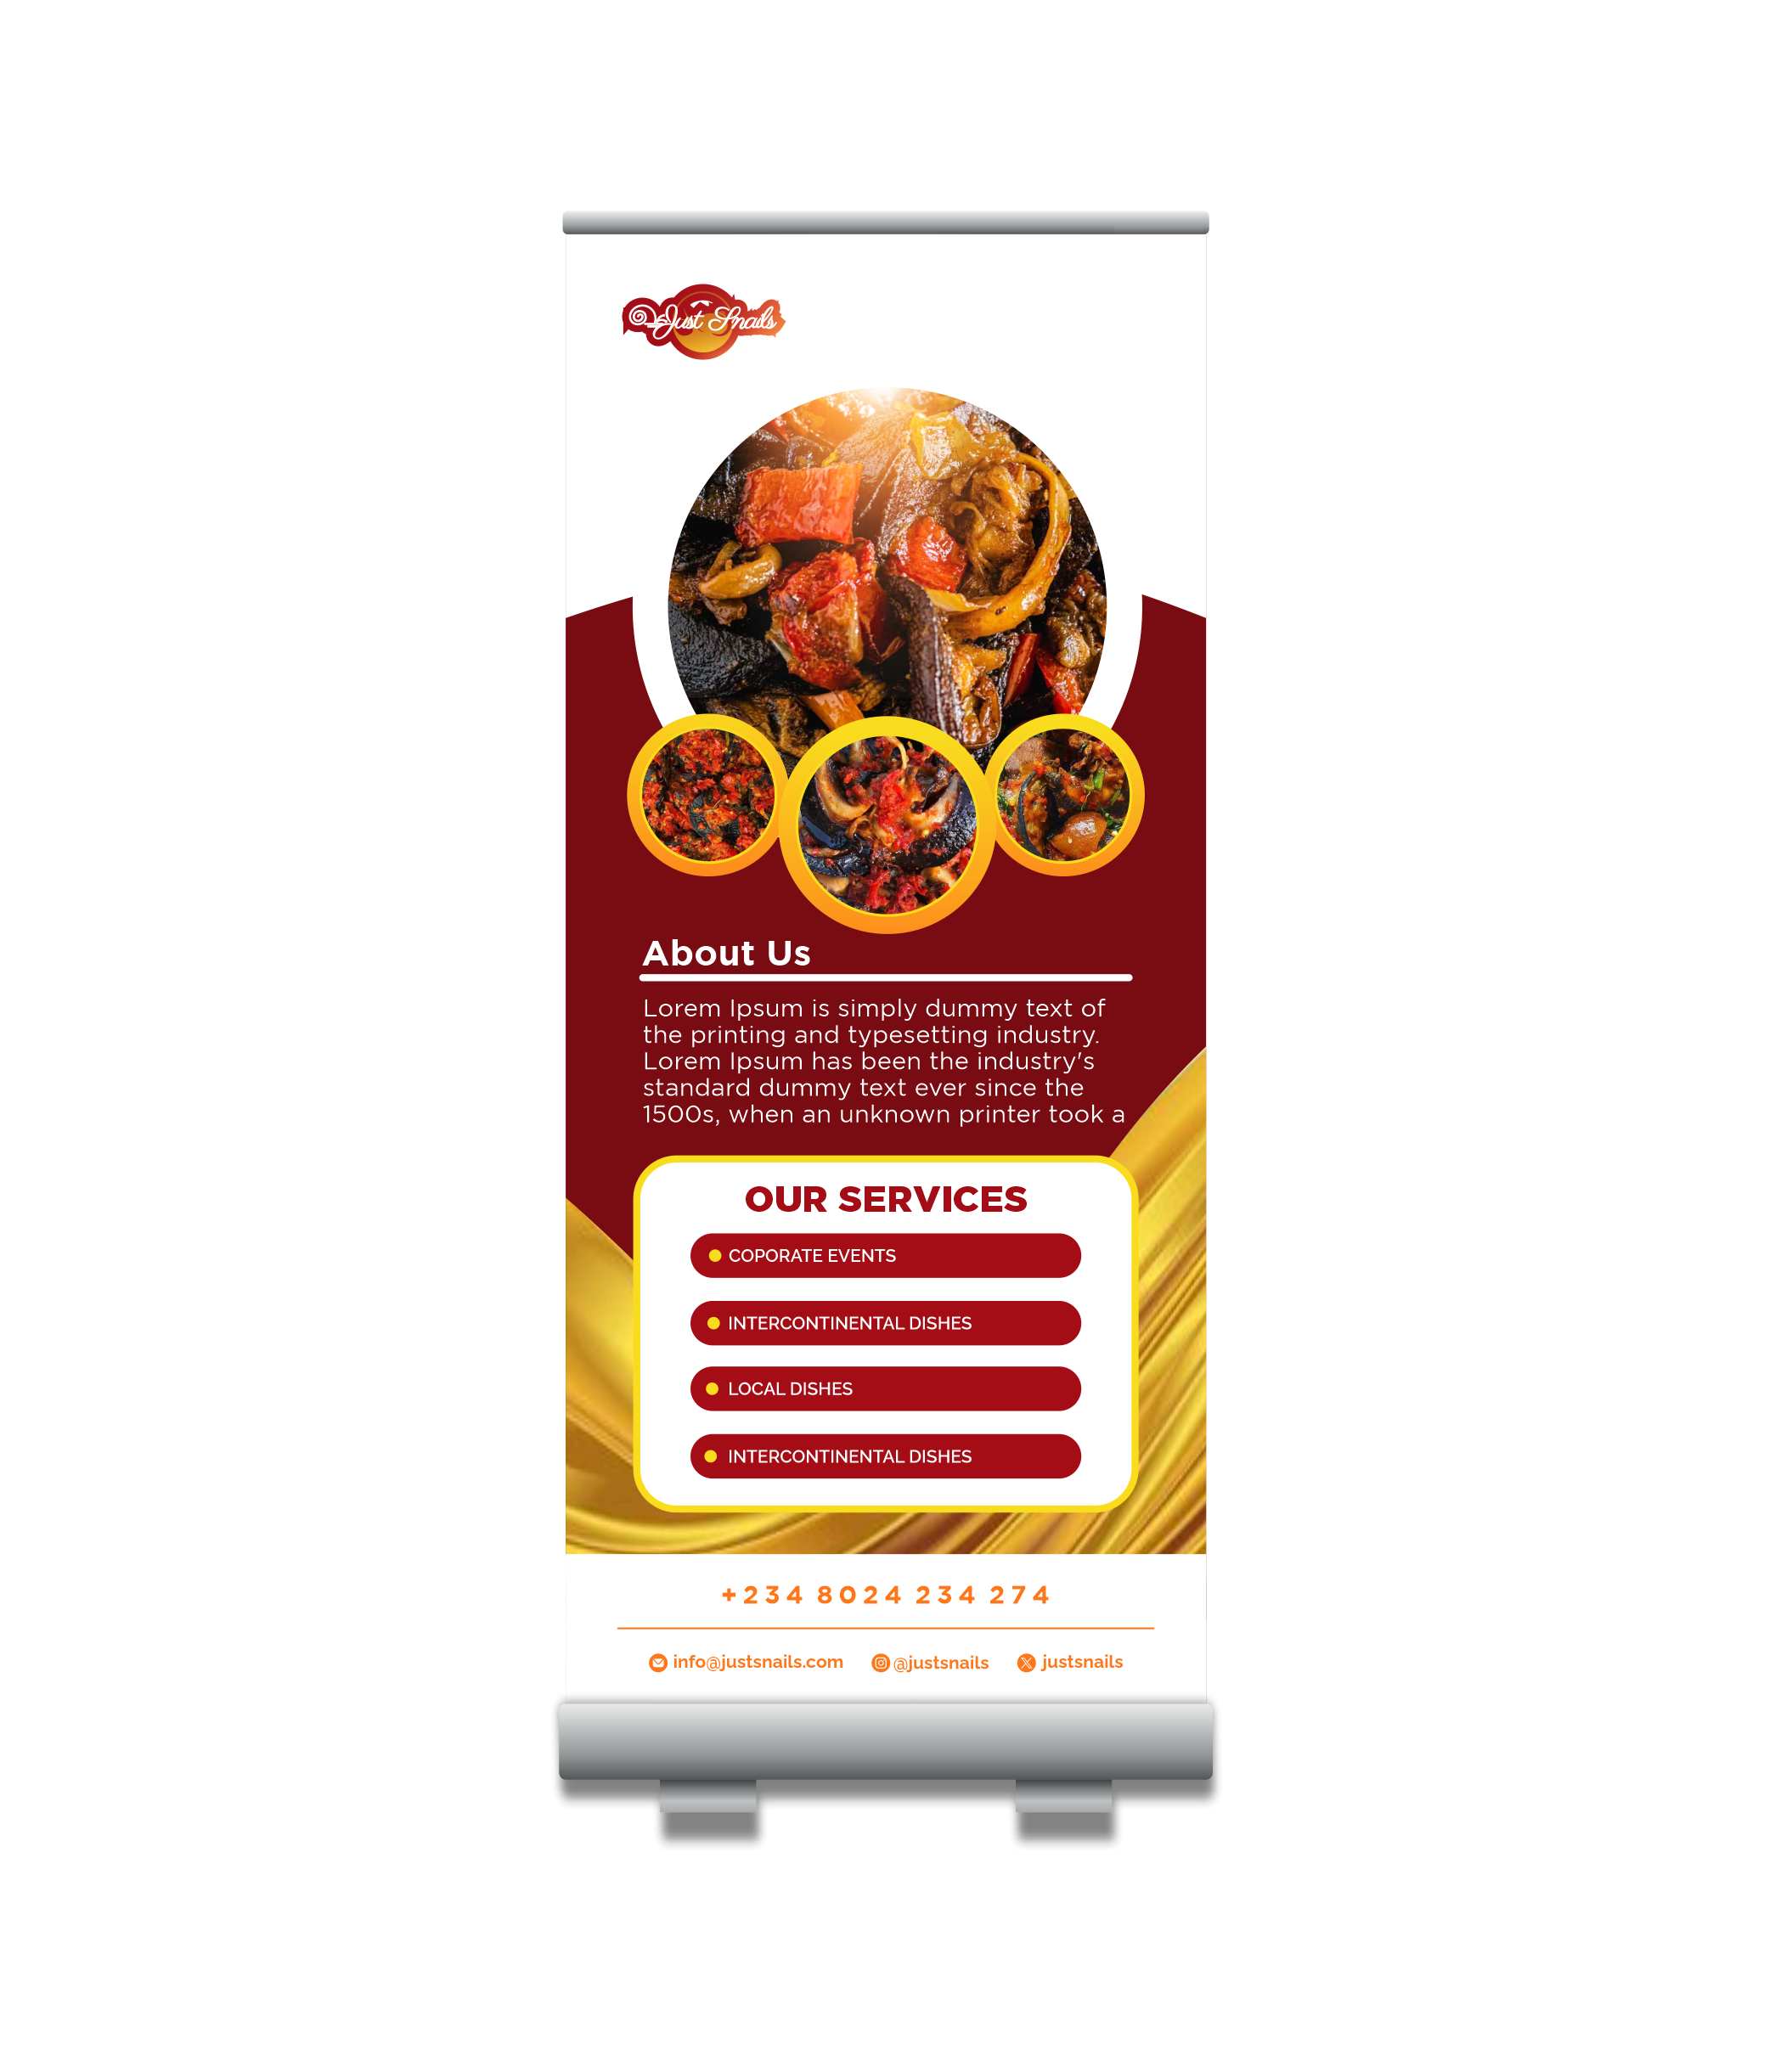 Just Snails
About Us
Lorem Ipsum is simply dummy text of
the printing and typesetting industry.
Lorem Ipsum has been the industry's
standard dummy text ever since the
1500s, when an unknown printer took a
OUR SERVICES
COPORATE EVENTS
INTERCONTINENTAL DISHES
LOCAL DISHES
INTERCONTINENTAL DISHES
+234 8024 234 274
info@justsnails.com @justsnails justsnails